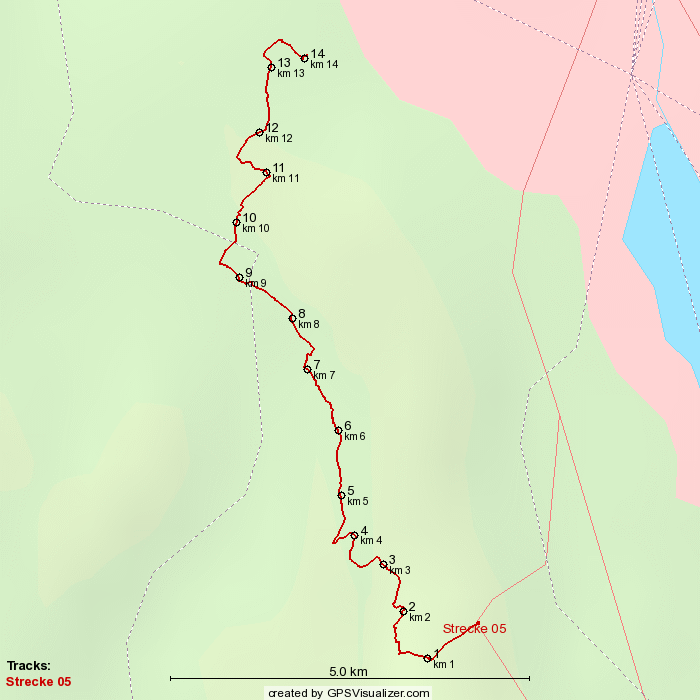 14
km 14
13
km 13
12
km 12
11
km 11
10
km 10
9
km 9
8
km 8
7
km 7
6
km 6
5
km 5
4
km 4
3
km 3
2
km 2
Strecke 05
1
km 1
Tracks:
Strecke 05
5.0 km
created by GPSVisualizer.com